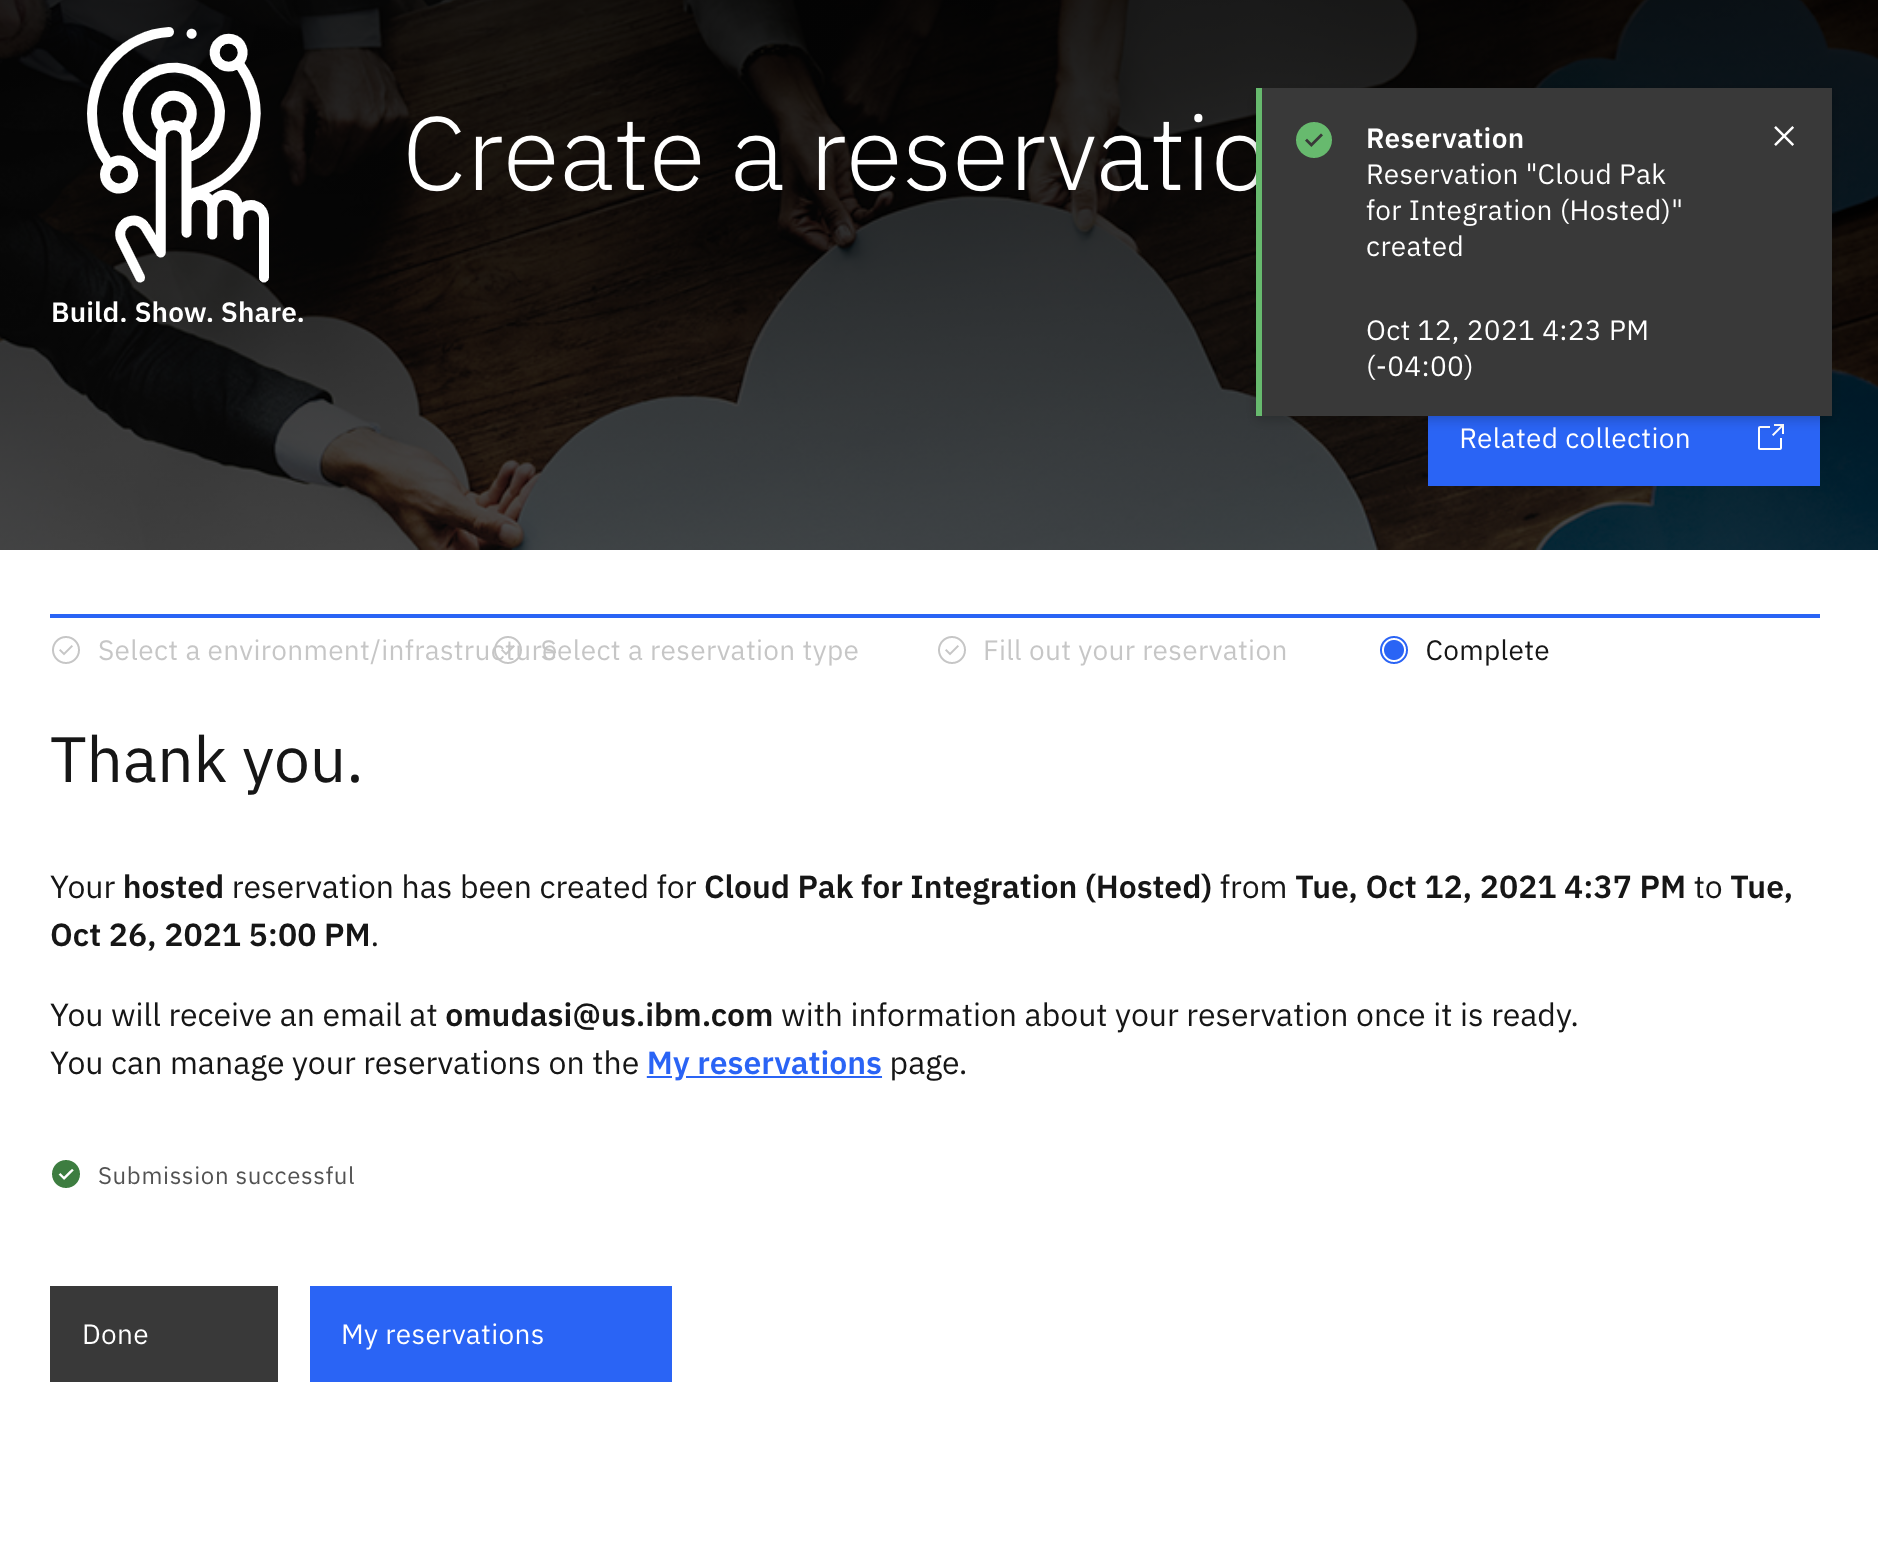 Create a reservatio
Build. Show. Share.
Reservation
Reservation "Cloud Pak
for Integration (Hosted)"
created
Oct 12, 2021 4:23 PM
(-04:00)
Related collection
Select a environment/infrastructure
Select a reservation type
Fill out your reservation
Complete
Thank you.
Your hosted reservation has been created for Cloud Pak for Integration (Hosted) from Tue, Oct 12, 2021 4:37 PM to Tue,
Oct 26, 2021 5:00 PM.
You will receive an email at omudasi@us.ibm.com with information about your reservation once it is ready.
You can manage your reservations on the My reservations page.
Submission successful
Done
My reservations